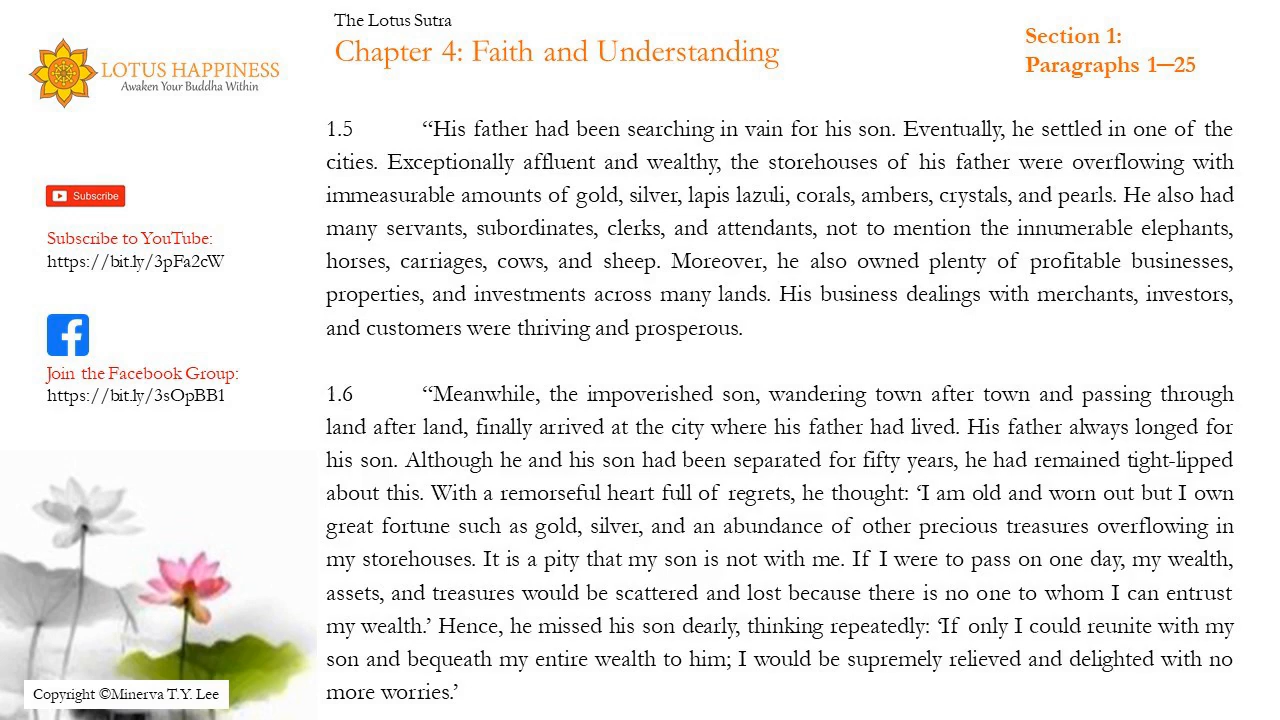 The Lotus Sutra
Chapter 4: Faith and Understanding
Section 1:
Paragraphs 1—25
LOTUS HAPPINESS
Awaken Your Buddha Within
Subscribe
Subscribe to YouTube:
https://bit.ly/3pFa2cW
Join the Facebook Group:
https://bit.ly/3sOpBB1
1.5 “His father had been searching in vain for his son. Eventually, he settled in one of the
cities. Exceptionally affluent and wealthy, the storehouses of his father were overflowing with
immeasurable amounts of gold, silver, lapis lazuli, corals, ambers, crystals, and pearls. He also had
many servants, subordinates, clerks, and attendants, not to mention the innumerable elephants,
horses, carriages, cows, and sheep. Moreover, he also owned plenty of profitable businesses,
properties, and investments across many lands. His business dealings with merchants, investors,
and customers were thriving and prosperous.
1.6 “Meanwhile, the impoverished son, wandering town after town and passing through
land after land, finally arrived at the city where his father had lived. His father always longed for
his son. Although he and his son had been separated for fifty years, he had remained tight-lipped
about this. With a remorseful heart full of regrets, he thought: ‘I am old and worn out but I own
great fortune such as gold, silver, and an abundance of other precious treasures overflowing in
my storehouses. It is a pity that my son is not with me. If I were to pass on one day, my wealth,
assets, and treasures would be scattered and lost because there is no one to whom I can entrust
my wealth.’ Hence, he missed his son dearly, thinking repeatedly: ‘If only I could reunite with my
son and bequeath my entire wealth to him; I would be supremely relieved and delighted with no
more worries.’
Copyright ©Minerva T.Y. Lee